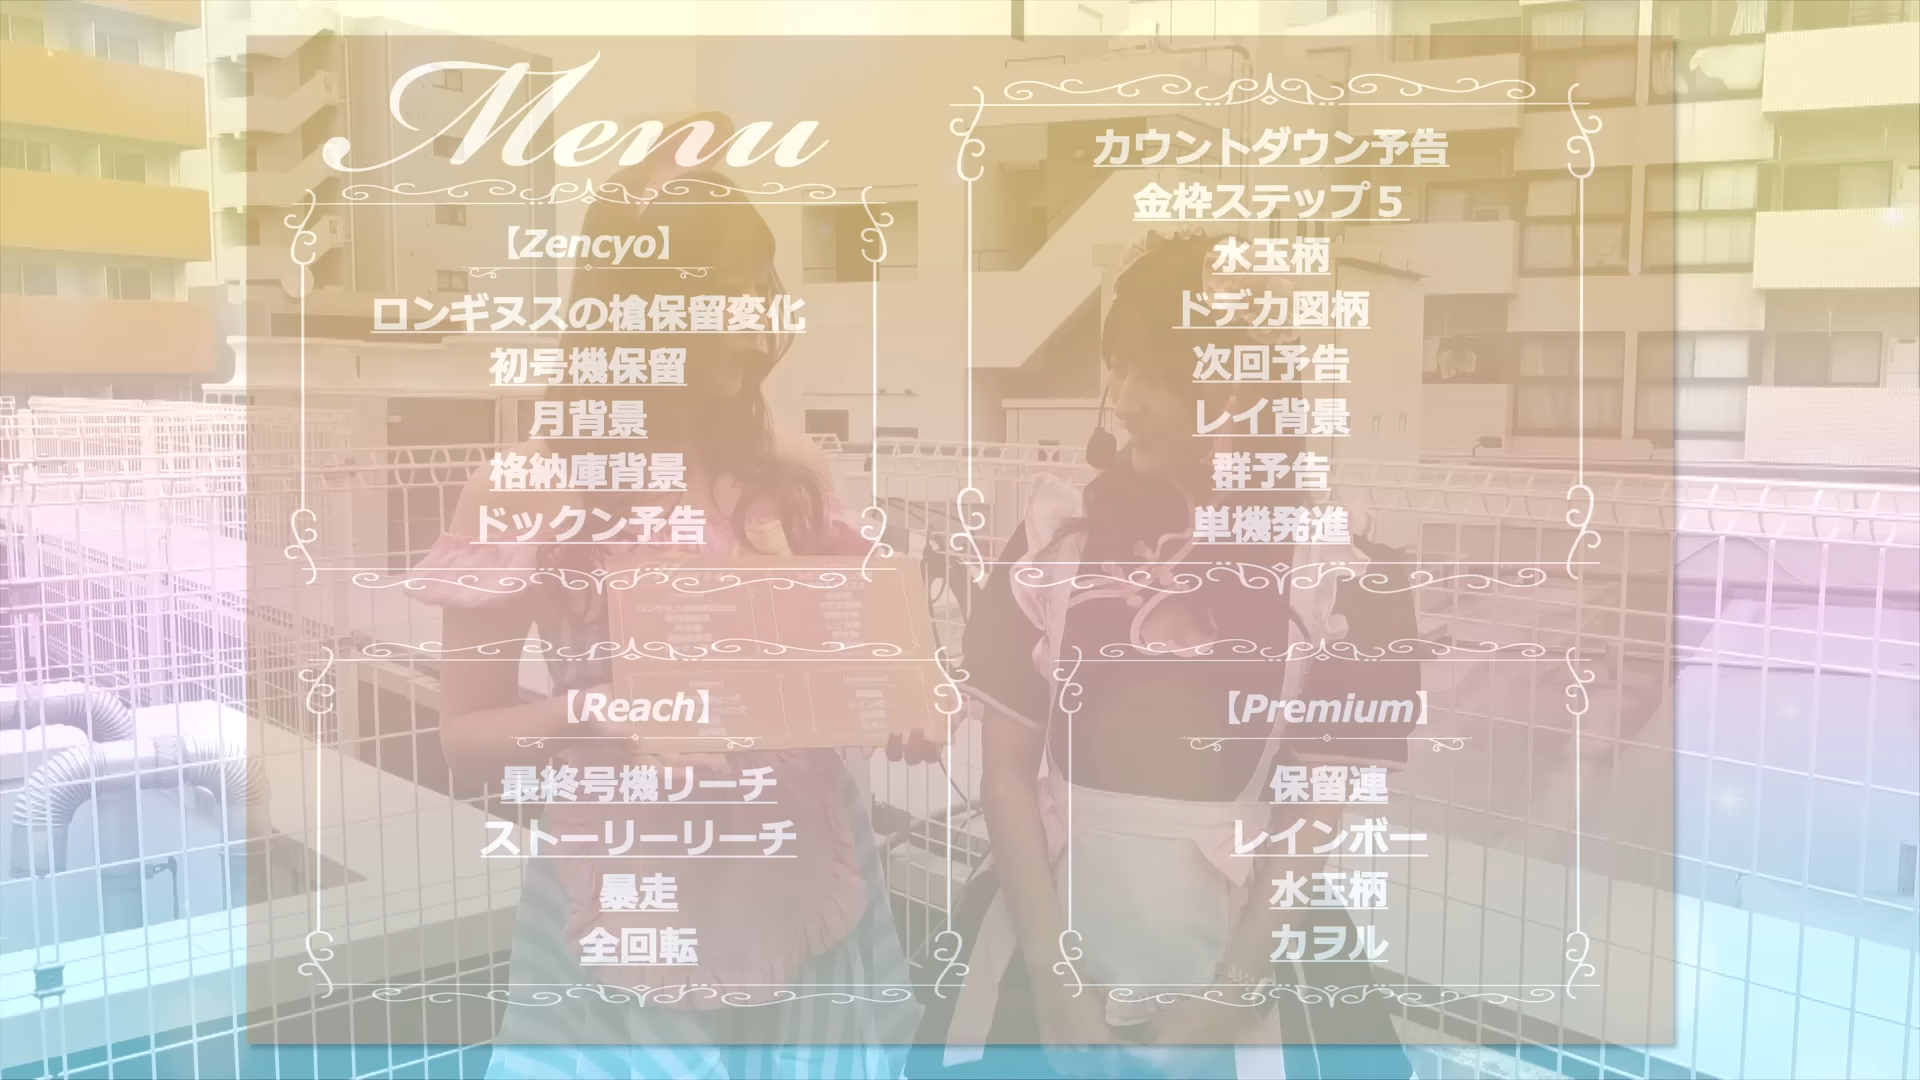 Menu
【Zencyo】
ロンギヌスの槍保留変化
初号機保留
月背景
格納庫背景
ドックン予告
カウントダウン予告
金枠ステップ5
水玉柄
ドデカ図柄
次回予告
レイ背景
群予告
単機発進
【Reach】
最終号機リーチ
ストーリーリーチ
暴走
全回転
【Premium】
保留連
レインボー
水玉柄
カヲル